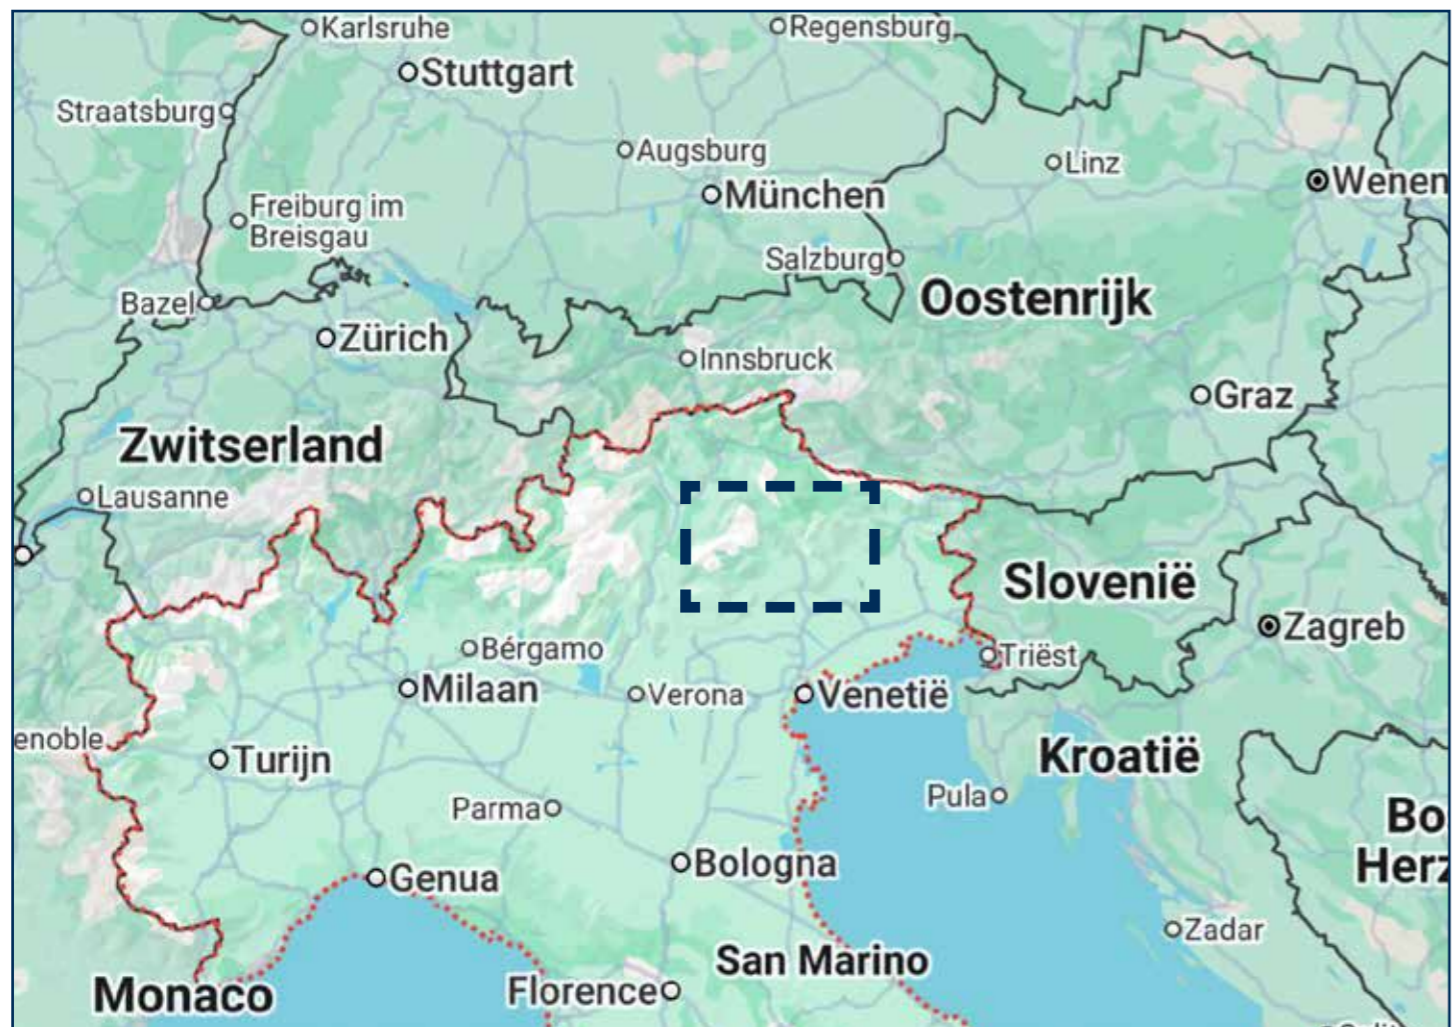 Karlsruhe
Regensburg
Stuttgart
Straatsburg
Augsburg
Linz
München
Wenen
Freiburg im
Breisgau
Salzburg
Bazel
Oostenrijk
Zürich
Innsbruck
Graz
Zwitserland
Lausanne
Slovenië
Zagreb
Bérgamo
Triëst
Milaan
Verona
Venetië
enoble
Turijn
Kroatië
Parma
Pula
Bo
Herz
Bologna
Genua
Zadar
San Marino
Monaco
Florence